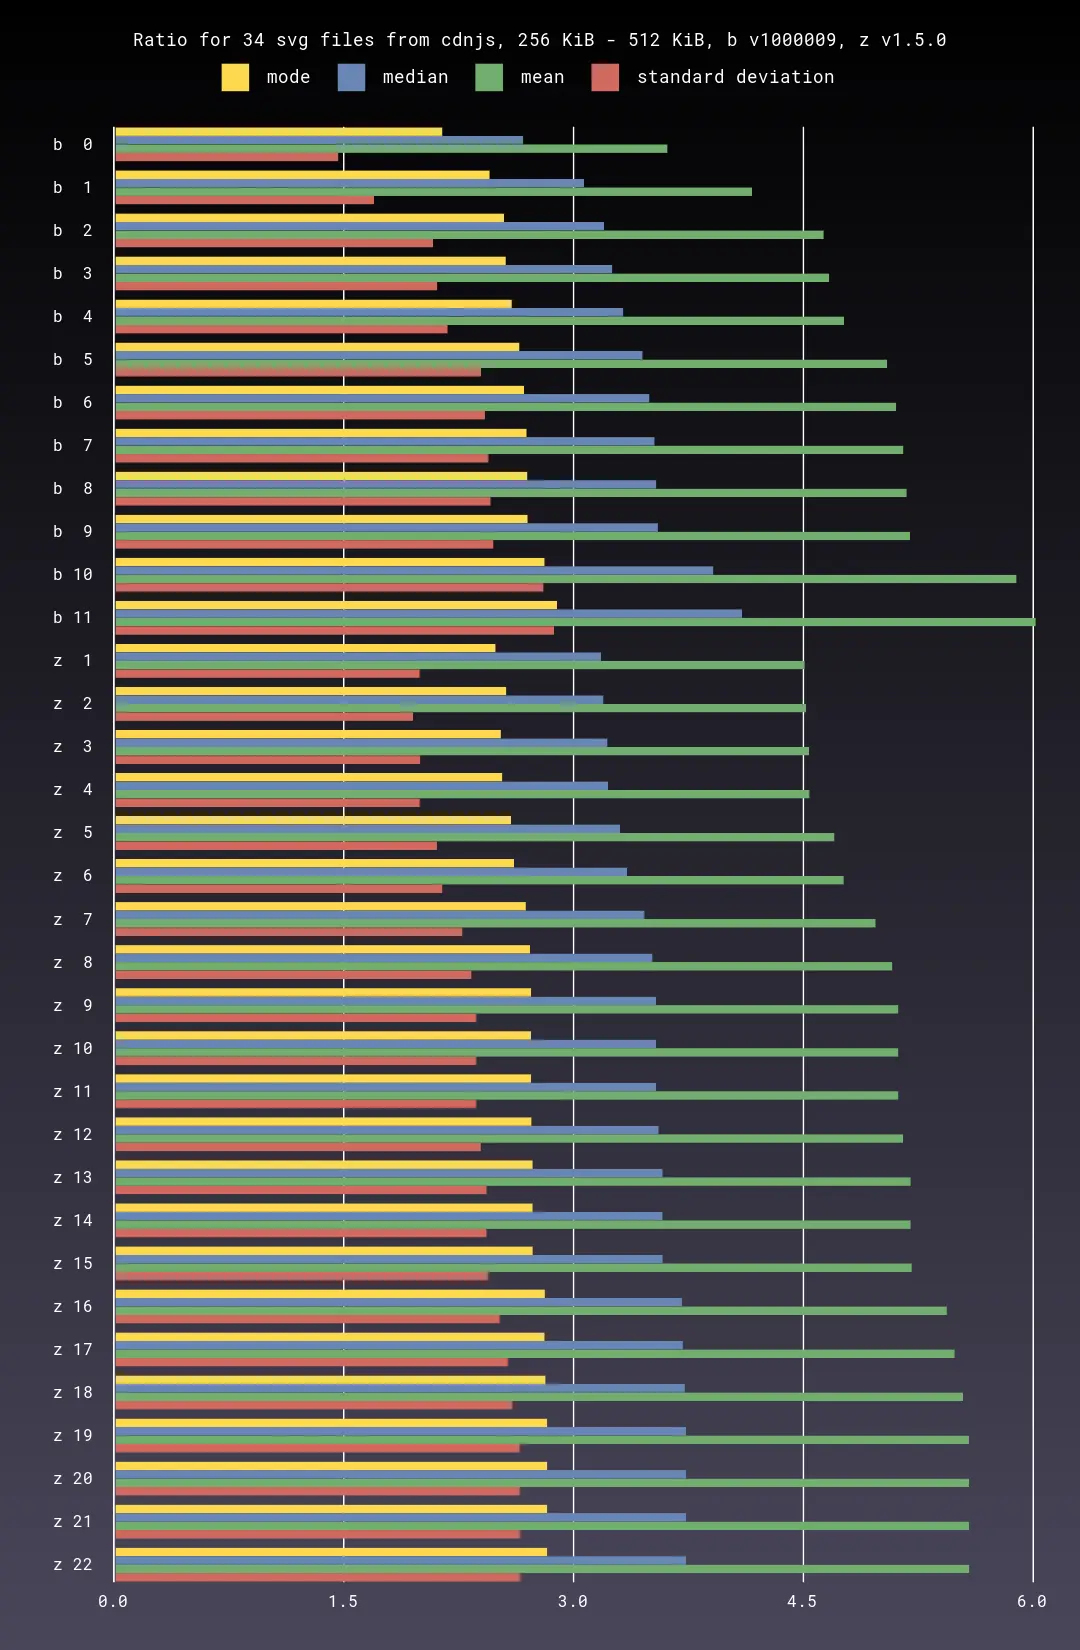 Ratio for 34 svg files from cdnjs, 256 KiB - 512 KiB, b v1000009, z v1.5.0
mode median mean standard deviation
b 0
b 1
b 2
b 3
b 4
b 5
b 6
b 7
b 8
b 9
b 10
b 11
z 1
z 2
z 3
z 4
z 5
z 6
z 7
z 8
z 9
z 10
z 11
z 12
z 13
z 14
z 15
z 16
z 17
z 18
z 19
z 20
z 21
z 22
0.0 1.5 3.0 4.5 6.0